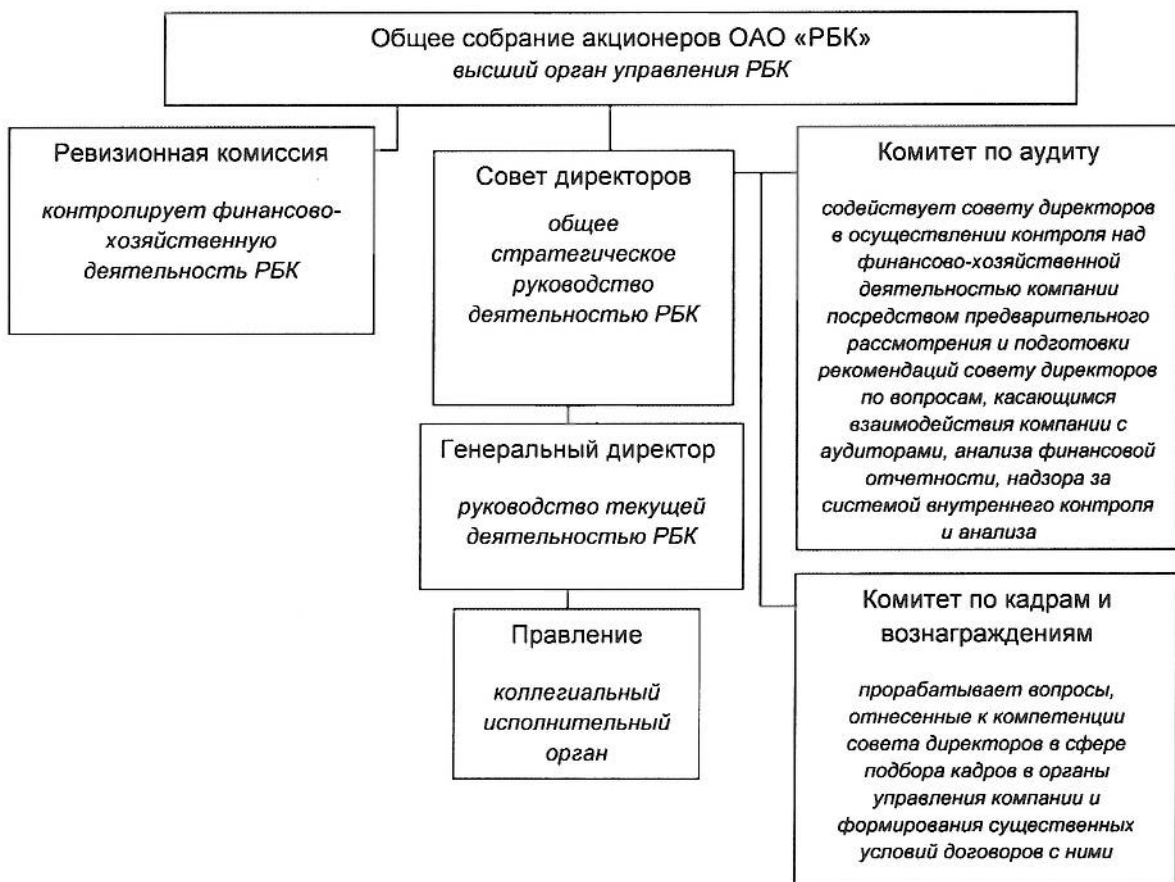 Общее собрание акционеров ОАО «РБК»
высший орган управления РБК
Ревизионная комиссия
контролирует финансово-
хозяйственную
деятельность РБК
Совет директоров
общее
стратегическое
руководство
деятельностью РБК
Генеральный директор
руководство текущей
деятельностью РБК
Правление
коллегиальный
исполнительный
орган
Комитет по аудиту
содействует совету директоров
в осуществлении контроля над
финансово-хозяйственной
деятельностью компании
посредством предварительного
рассмотрения и подготовки
рекомендаций совету директоров
по вопросам, касающимся
взаимодействия компании с
аудиторами, анализа финансовой
отчетности, надзора за
системой внутреннего контроля
и анализа
Комитет по кадрам и
вознаграждениям
прорабатывает вопросы,
отнесенные к компетенции
совета директоров в сфере
подбора кадров в органы
управления компании и
формирования существенных
условий договоров с ними